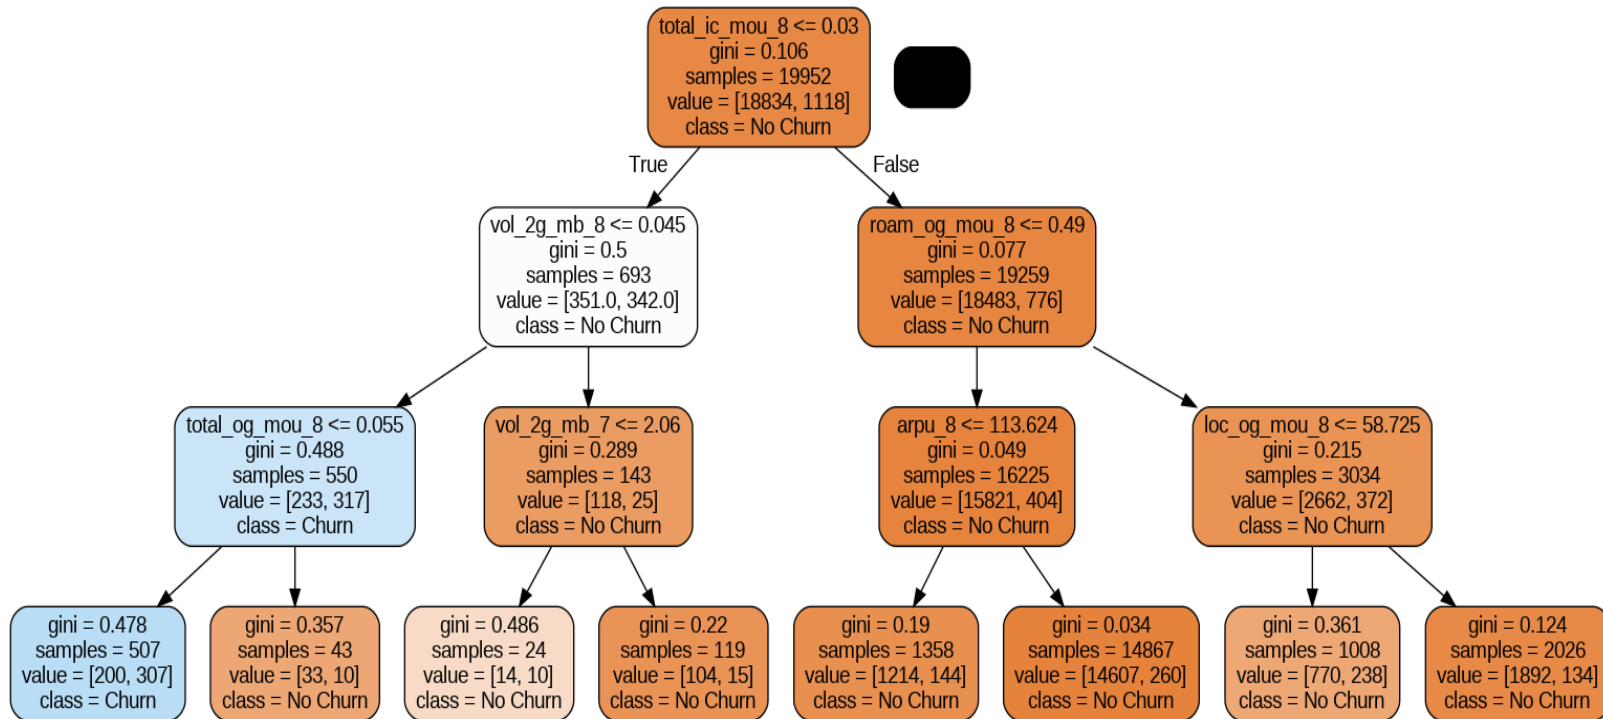 total_ic_mou_8 <= 0.03
gini = 0.106
samples = 19952
value = [18834, 1118]
class = No Churn
True
False
vol_2g_mb_8 <= 0.045
gini = 0.5
samples = 693
value = [351.0, 342.0]
class = No Churn
roam_og_mou_8 <= 0.49
gini = 0.077
samples = 19259
value = [18483, 776]
class = No Churn
total_og_mou_8 <= 0.055
gini = 0.488
samples = 550
value = [233, 317]
class = Churn
vol_2g_mb_7 <= 2.06
gini = 0.289
samples = 143
value = [118, 25]
class = No Churn
arpu_8 <= 113.624
gini = 0.049
samples = 16225
value = [15821, 404]
class = No Churn
loc_og_mou_8 <= 58.725
gini = 0.215
samples = 3034
value = [2662, 372]
class = No Churn
gini = 0.478
samples = 507
value = [200, 307]
class = Churn
gini = 0.357
samples = 43
value = [33, 10]
class = No Churn
gini = 0.486
samples = 24
value = [14, 10]
class = No Churn
gini = 0.22
samples = 119
value = [104, 15]
class = No Churn
gini = 0.19
samples = 1358
value = [1214, 144]
class = No Churn
gini = 0.034
samples = 14867
value = [14607, 260]
class = No Churn
gini = 0.361
samples = 1008
value = [770, 238]
class = No Churn
gini = 0.124
samples = 2026
value = [1892, 134]
class = No Churn